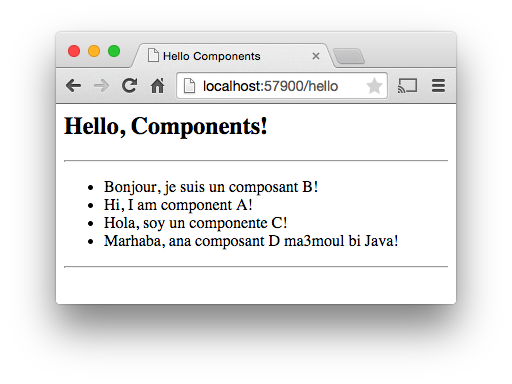 Hello Components
localhost:57900/hello
Hello, Components!
Bonjour, je suis un composant B!
Hi, I am component A!
Hola, soy un componente C!
Marhaba, ana composant D ma3moul bi Java!